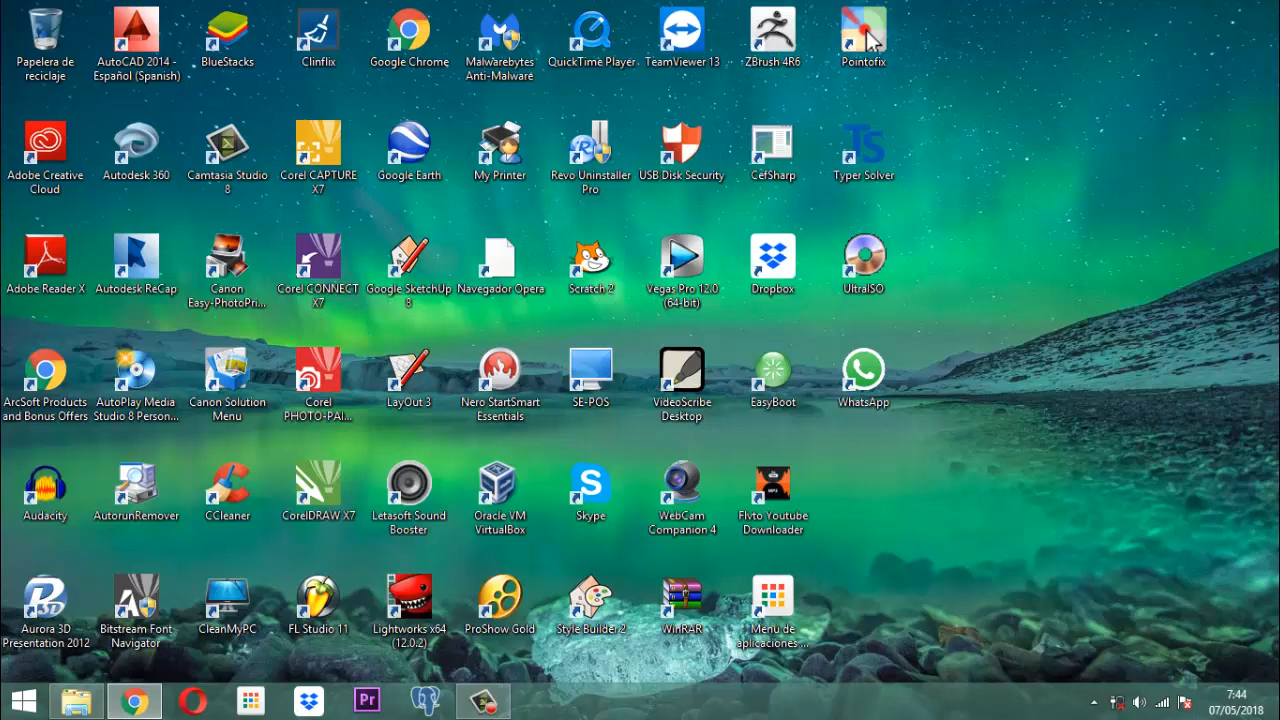 Papelera de
reciclaje
AutoCAD 2014 -
Español (Spanish)
BlueStacks
Clinflix
Google Chrome
Malwarebytes
Anti-Malware
QuickTime Player
TeamViewer 13
ZBrush 4R6
Pointofix
Adobe Creative
Cloud
Autodesk 360
Camtasia Studio
8
Corel CAPTURE
X7
Google Earth
My Printer
Revo Uninstaller
Pro
USB Disk Security
CefSharp
Ts
Typer Solver
Adobe Reader X
Autodesk ReCap
Canon
Easy-PhotoPri...
Corel CONNECT
X7
Google SketchUp
8
Navegador Opera
Scratch 2
Vegas Pro 12.0
(64-bit)
Dropbox
UltraISO
ArcSoft Products
and Bonus Offers
AutoPlay Media
Studio 8 Person...
Canon Solution
Menu
Corel
PHOTO-PAI...
LayOut 3
Nero StartSmart
Essentials
SE-POS
VideoScribe
Desktop
EasyBoot
WhatsApp
Audacity
AutorunRemover
CCleaner
CorelDRAW X7
Letasoft Sound
Booster
Oracle VM
VirtualBox
S
Skype
WebCam
Companion 4
Flvto Youtube
Downloader
Aurora 3D
Presentation 2012
Bitstream Font
Navigator
CleanMyPC
FL Studio 11
Lightworks x64
(12.0.2)
ProShow Gold
Style Builder 2
WinRAR
Menú de
aplicaciones ...
Pr
7:44
07/05/2018